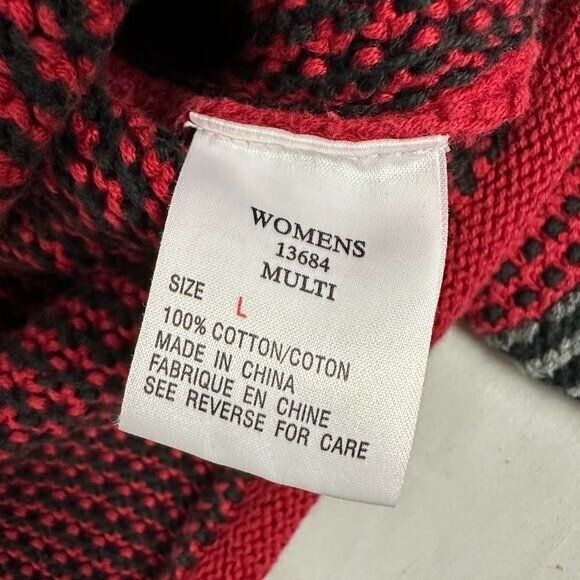 WOMENS
13684
MULTI
SIZE L
100% COTTON/COTON
MADE IN CHINA
FABRIQUE EN CHINE
SEE REVERSE FOR CARE